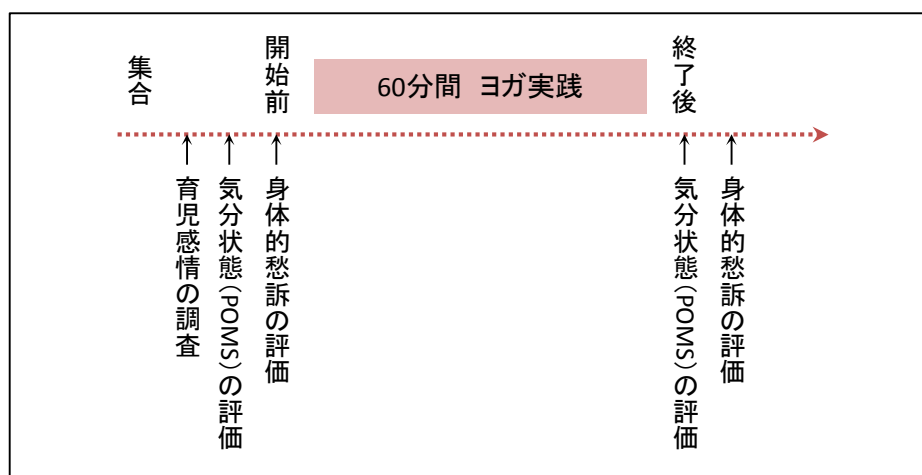 集合
開始前
60分間 ヨガ実践
終了後
育児感情の調査
気分状態(POMS)の評価
身体的愁訴の評価
気分状態(POMS)の評価
身体的愁訴の評価